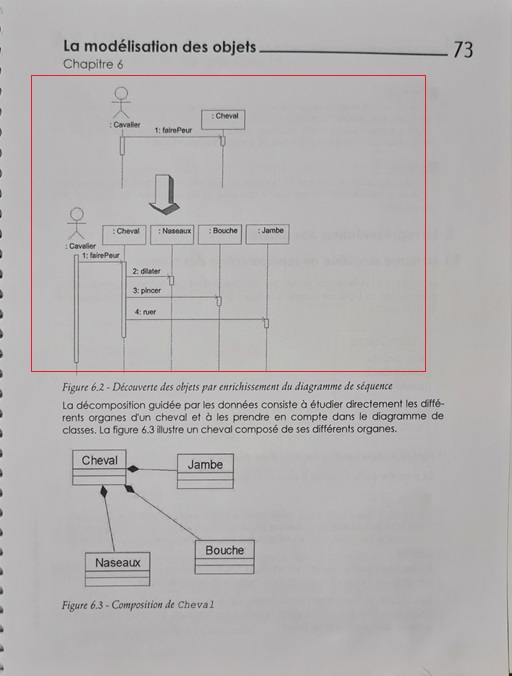 La modélisation des objets 73
Chapitre 6
: Cavalier
: Cheval
1: fairePeur
: Cavalier
: Cheval
: Naseaux
: Bouche
: Jambe
1: fairePeur
2: dilater
3: pincer
4: ruer
Figure 6.2 - Découverte des objets par enrichissement du diagramme de séquence
La décomposition guidée par les données consiste à étudier directement les diffé-
rents organes d'un cheval et à les prendre en compte dans le diagramme de
classes. La figure 6.3 illustre un cheval composé de ses différents organes.
Cheval
Jambe
Naseaux
Bouche
Figure 6.3 - Composition de Cheval